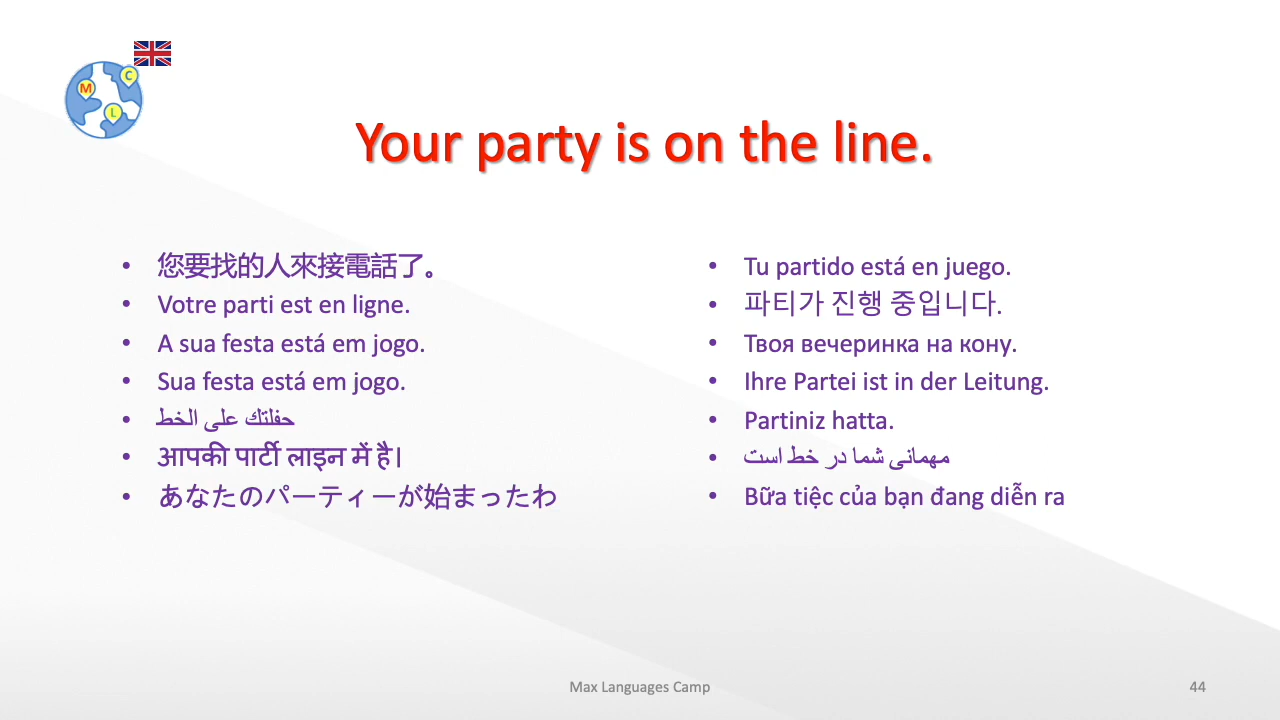 M
C
L
Your party is on the line.
您要找的人來接電話了。
Votre parti est en ligne.
A sua festa está em jogo.
Sua festa está em jogo.
حفلتك على الخط
आपकी पार्टी लाइन में है।
あなたのパーティーが始まったわ
Tu partido está en juego.
파티가 진행 중입니다.
Твоя вечеринка на кону.
Ihre Partei ist in der Leitung.
Partiniz hatta.
مهمانی شما در خط است
Bữa tiệc của bạn đang diễn ra
Max Languages Camp
44